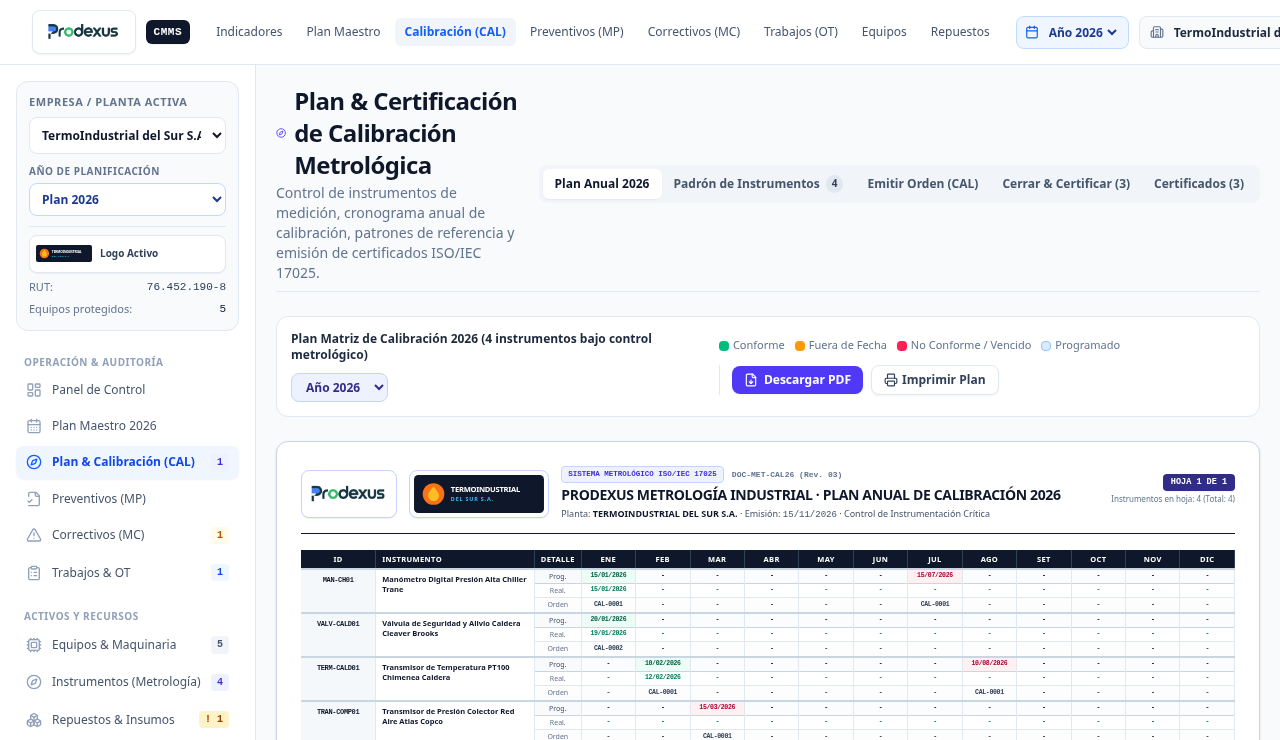 Prodexus CMMS Indicadores Plan Maestro Calibración (CAL) Preventivos (MP) Correctivos (MC) Trabajos (OT) Equipos Repuestos Año 2026 TermoIndustrial d
EMPRESA / PLANTA ACTIVA
TermoIndustrial del Sur S.A
AÑO DE PLANIFICACIÓN
Plan 2026
TERMOINDUSTRIAL
Logo Activo
RUT: 76.452.190-8
Equipos protegidos: 5
OPERACIÓN & AUDITORÍA
Panel de Control
Plan Maestro 2026
Plan & Calibración (CAL) 1
Preventivos (MP)
Correctivos (MC) 1
Trabajos & OT 1
ACTIVOS Y RECURSOS
Equipos & Maquinaria 5
Instrumentos (Metrología) 4
Repuestos & Insumos ! 1
Plan & Certificación
de Calibración
Metrológica
Control de instrumentos de
medición, cronograma anual de
calibración, patrones de referencia y
emisión de certificados ISO/IEC
17025.
Plan Anual 2026 Padrón de Instrumentos 4 Emitir Orden (CAL) Cerrar & Certificar (3) Certificados (3)
Plan Matriz de Calibración 2026 (4 instrumentos bajo control
metrológico)
Año 2026
Conforme Fuera de Fecha No Conforme / Vencido Programado
Descargar PDF Imprimir Plan
Prodexus
TERMOINDUSTRIAL
DEL SUR S.A.
SISTEMA METROLÓGICO ISO/IEC 17025 DOC-MET-CAL26 (Rev. 03)
PRODEXUS METROLOGÍA INDUSTRIAL · PLAN ANUAL DE CALIBRACIÓN 2026
Planta: TERMOINDUSTRIAL DEL SUR S.A. · Emisión: 15/11/2026 · Control de Instrumentación Crítica
HOJA 1 DE 1
Instrumentos en hoja: 4 (Total: 4)
ID INSTRUMENTO DETALLE ENE FEB MAR ABR MAY JUN JUL AGO SET OCT NOV DIC
MAN-CH01 Manómetro Digital Presión Alta Chiller
Trane
Prog. 15/01/2026 - - - - - 15/07/2026 - - - - -
Real. 15/01/2026 - - - - - - - - - - -
Orden CAL-0001 - - - - - CAL-0001 - - - - -
VALV-CALD01 Válvula de Seguridad y Alivio Caldera
Cleaver Brooks
Prog. 20/01/2026 - - - - - - - - - - -
Real. 19/01/2026 - - - - - - - - - - -
Orden CAL-0002 - - - - - - - - - - -
TERM-CALD01 Transmisor de Temperatura PT100
Chimenea Caldera
Prog. - 10/02/2026 - - - - - 10/08/2026 - - - -
Real. - 12/02/2026 - - - - - - - - - -
Orden - CAL-0001 - - - - - CAL-0001 - - - -
TRAN-COMP01 Transmisor de Presión Colector Red
Aire Atlas Copco
Prog. - - 15/03/2026 - - - - - - - - -
Real. - - - - - - - - - - - -
Orden - - CAL-0001 - - - - - - - - -